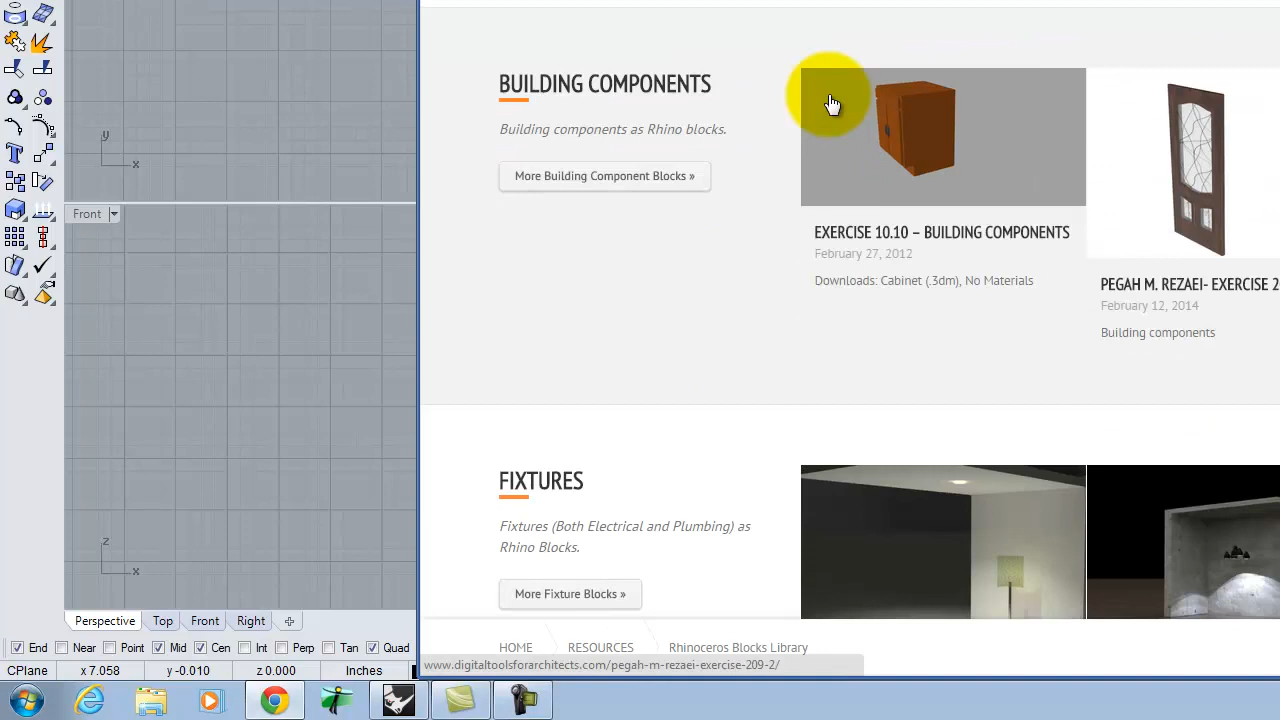 y
x
Front
z
x
Perspective
Top
Front
Right
End
Near
Point
Mid
Cen
Int
Perp
Tan
Quad
CPlane
x 7.058
y -0.010
z 0.000
Inches
BUILDING COMPONENTS
Building components as Rhino blocks.
More Building Component Blocks »
EXERCISE 10.10 – BUILDING COMPONENTS
February 27, 2012
Downloads: Cabinet (.3dm), No Materials
PEGAH M. REZAEI- EXERCISE 2
February 12, 2014
Building components
FIXTURES
Fixtures (Both Electrical and Plumbing) as
Rhino Blocks.
More Fixture Blocks »
HOME
RESOURCES
Rhinoceros Blocks Library
www.digitaltoolsforarchitects.com/pegah-m-rezaei-exercise-209-2/